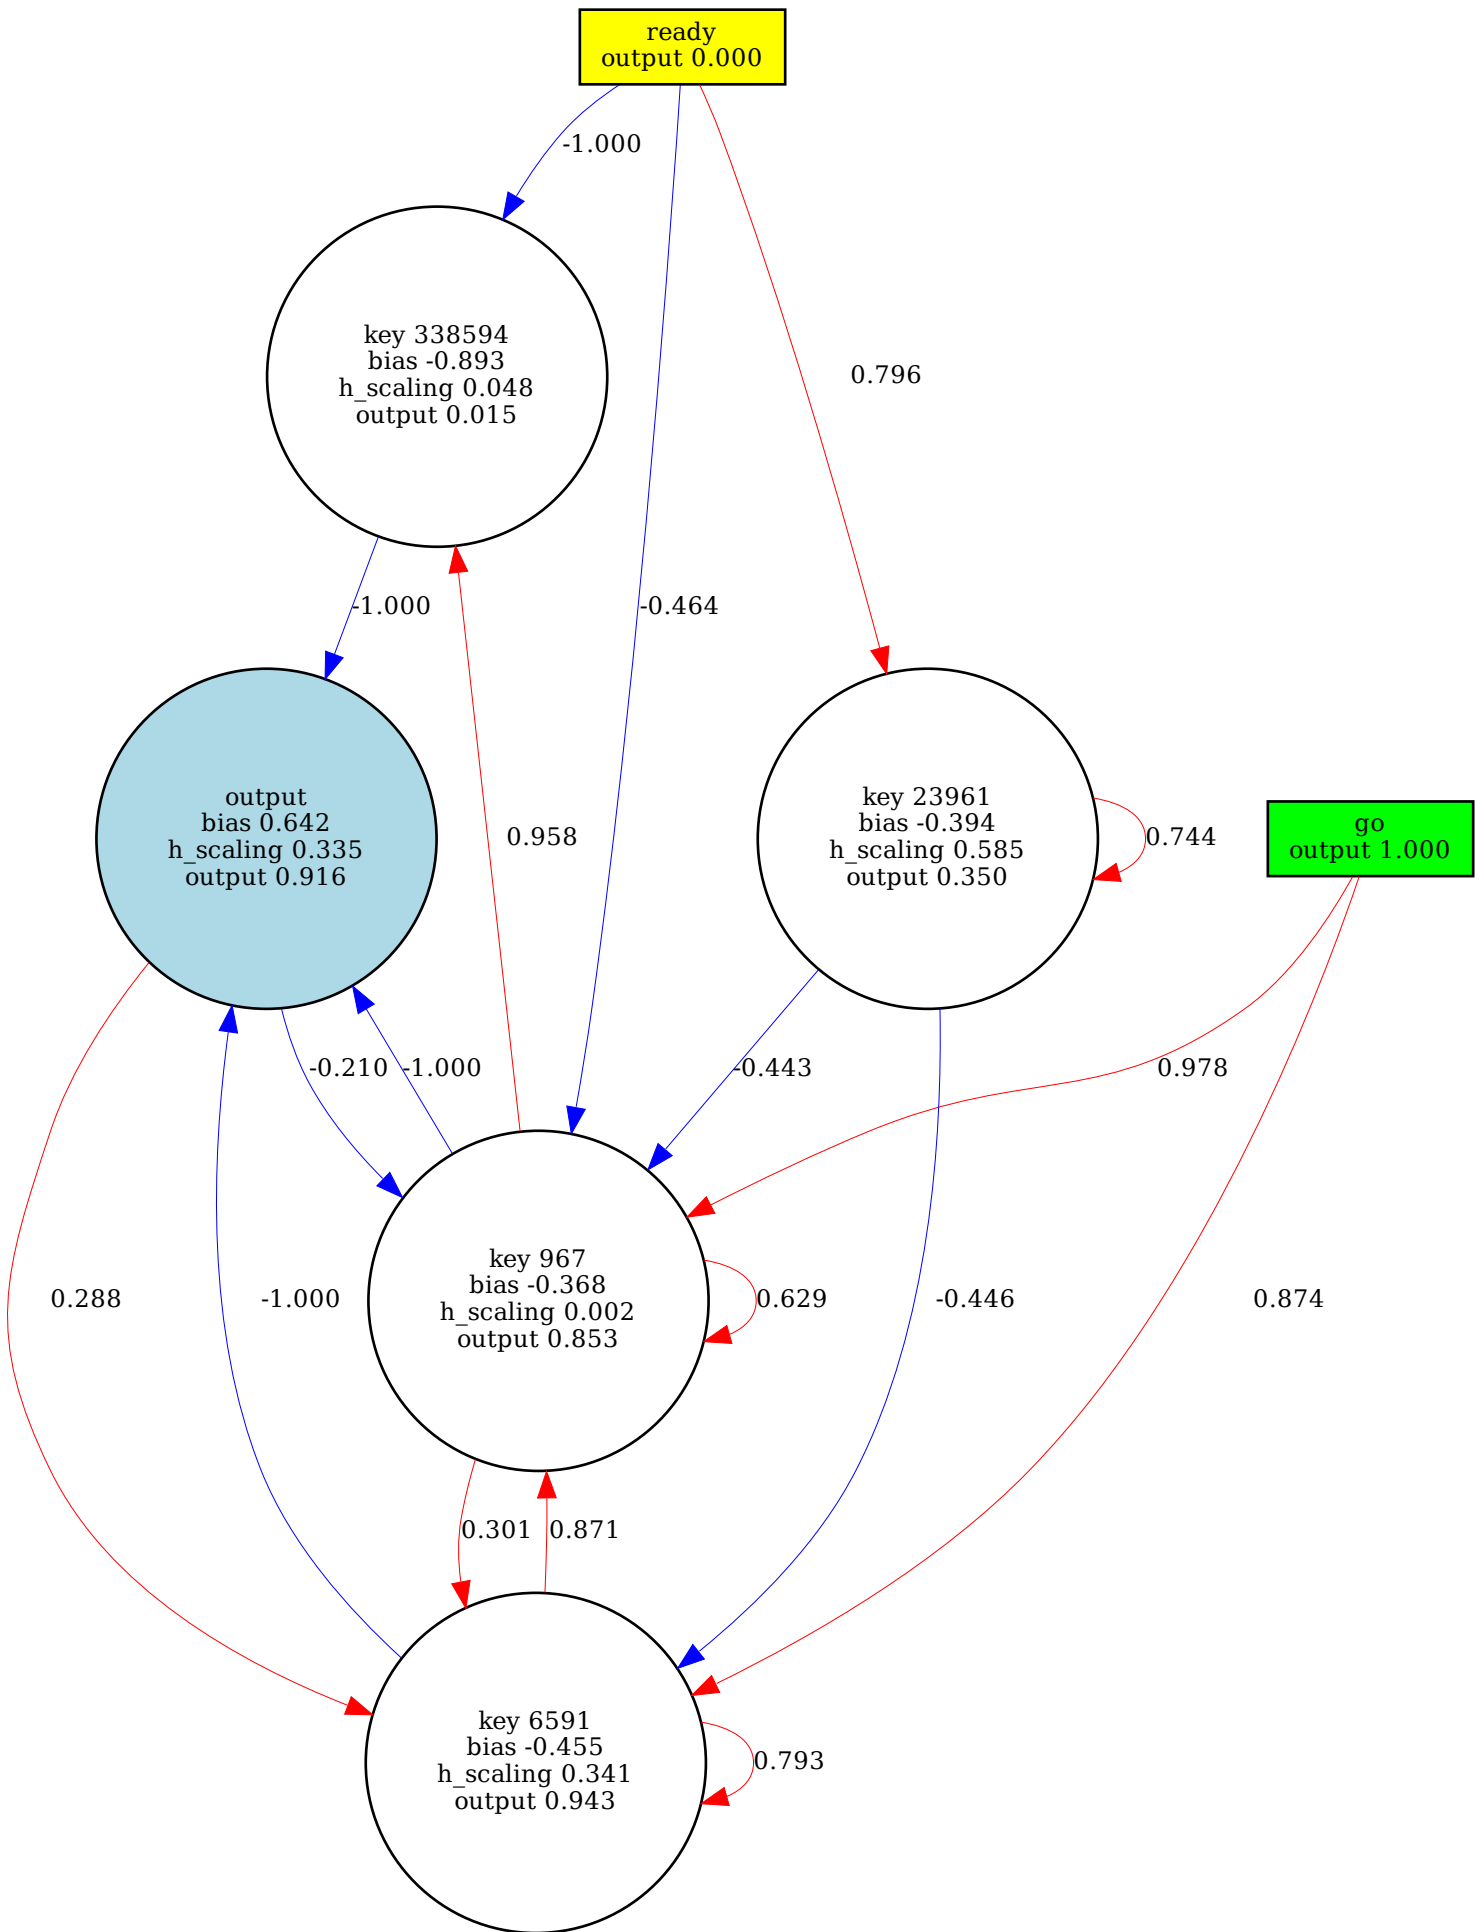 ready
output 0.000
-1.000
key 338594
bias -0.893
h_scaling 0.048
output 0.015
0.796
-1.000
-0.464
output
bias 0.642
h_scaling 0.335
output 0.916
0.958
key 23961
bias -0.394
h_scaling 0.585
output 0.350
0.744
go
output 1.000
-0.210
-1.000
-0.443
0.978
key 967
bias -0.368
h_scaling 0.002
output 0.853
0.288
-1.000
0.629
-0.446
0.874
0.301
0.871
key 6591
bias -0.455
h_scaling 0.341
output 0.943
0.793